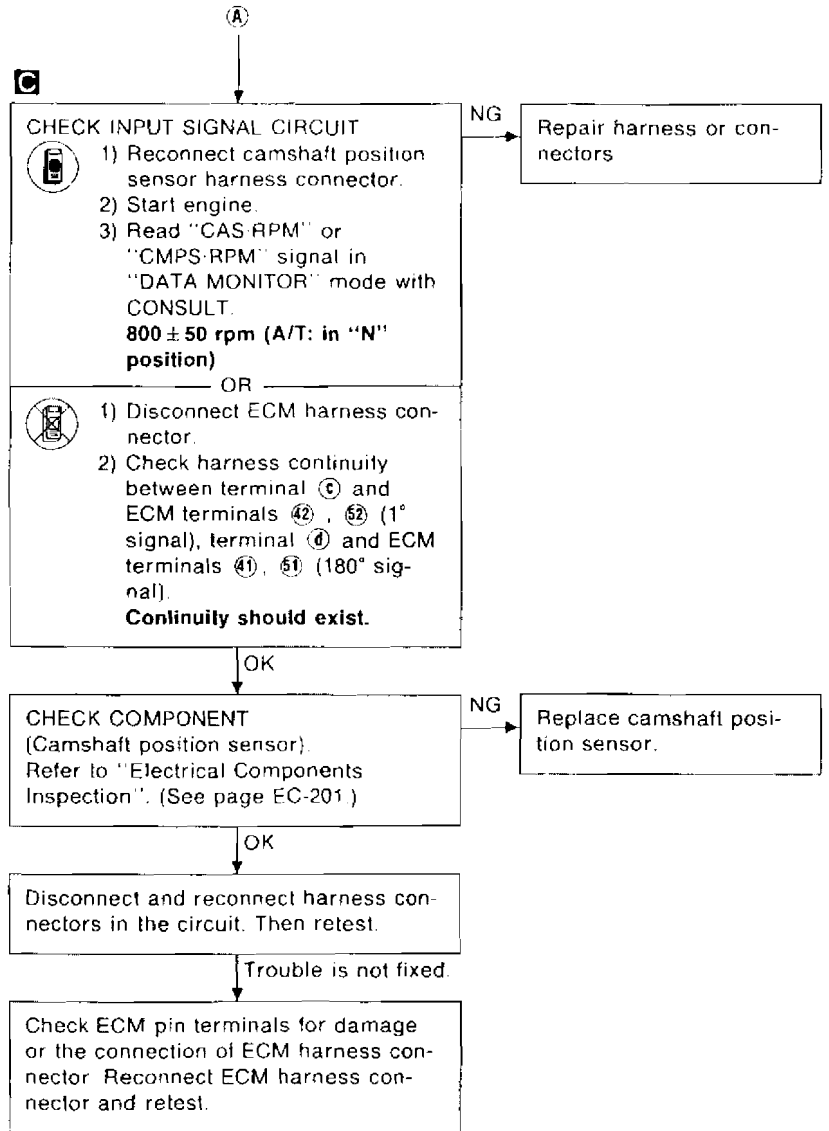 Ⓐ
C
CHECK INPUT SIGNAL CIRCUIT
1) Reconnect camshaft position
sensor harness connector.
2) Start engine.
3) Read "CAS·RPM" or
"CMPS·RPM" signal in
"DATA MONITOR" mode with
CONSULT.
800 ± 50 rpm (A/T: in "N"
position)
OR
1) Disconnect ECM harness con-
nector.
2) Check harness continuity
between terminal ⓒ and
ECM terminals ㊷, 52 (1°
signal), terminal ⓓ and ECM
terminals ㊶, 51 (180° sig-
nal).
Continuity should exist.
NG
Repair harness or con-
nectors
OK
CHECK COMPONENT
(Camshaft position sensor).
Refer to "Electrical Components
Inspection". (See page EC-201.)
NG
Replace camshaft posi-
tion sensor.
OK
Disconnect and reconnect harness con-
nectors in the circuit. Then retest.
Trouble is not fixed.
Check ECM pin terminals for damage
or the connection of ECM harness con-
nector Reconnect ECM harness con-
nector and retest.